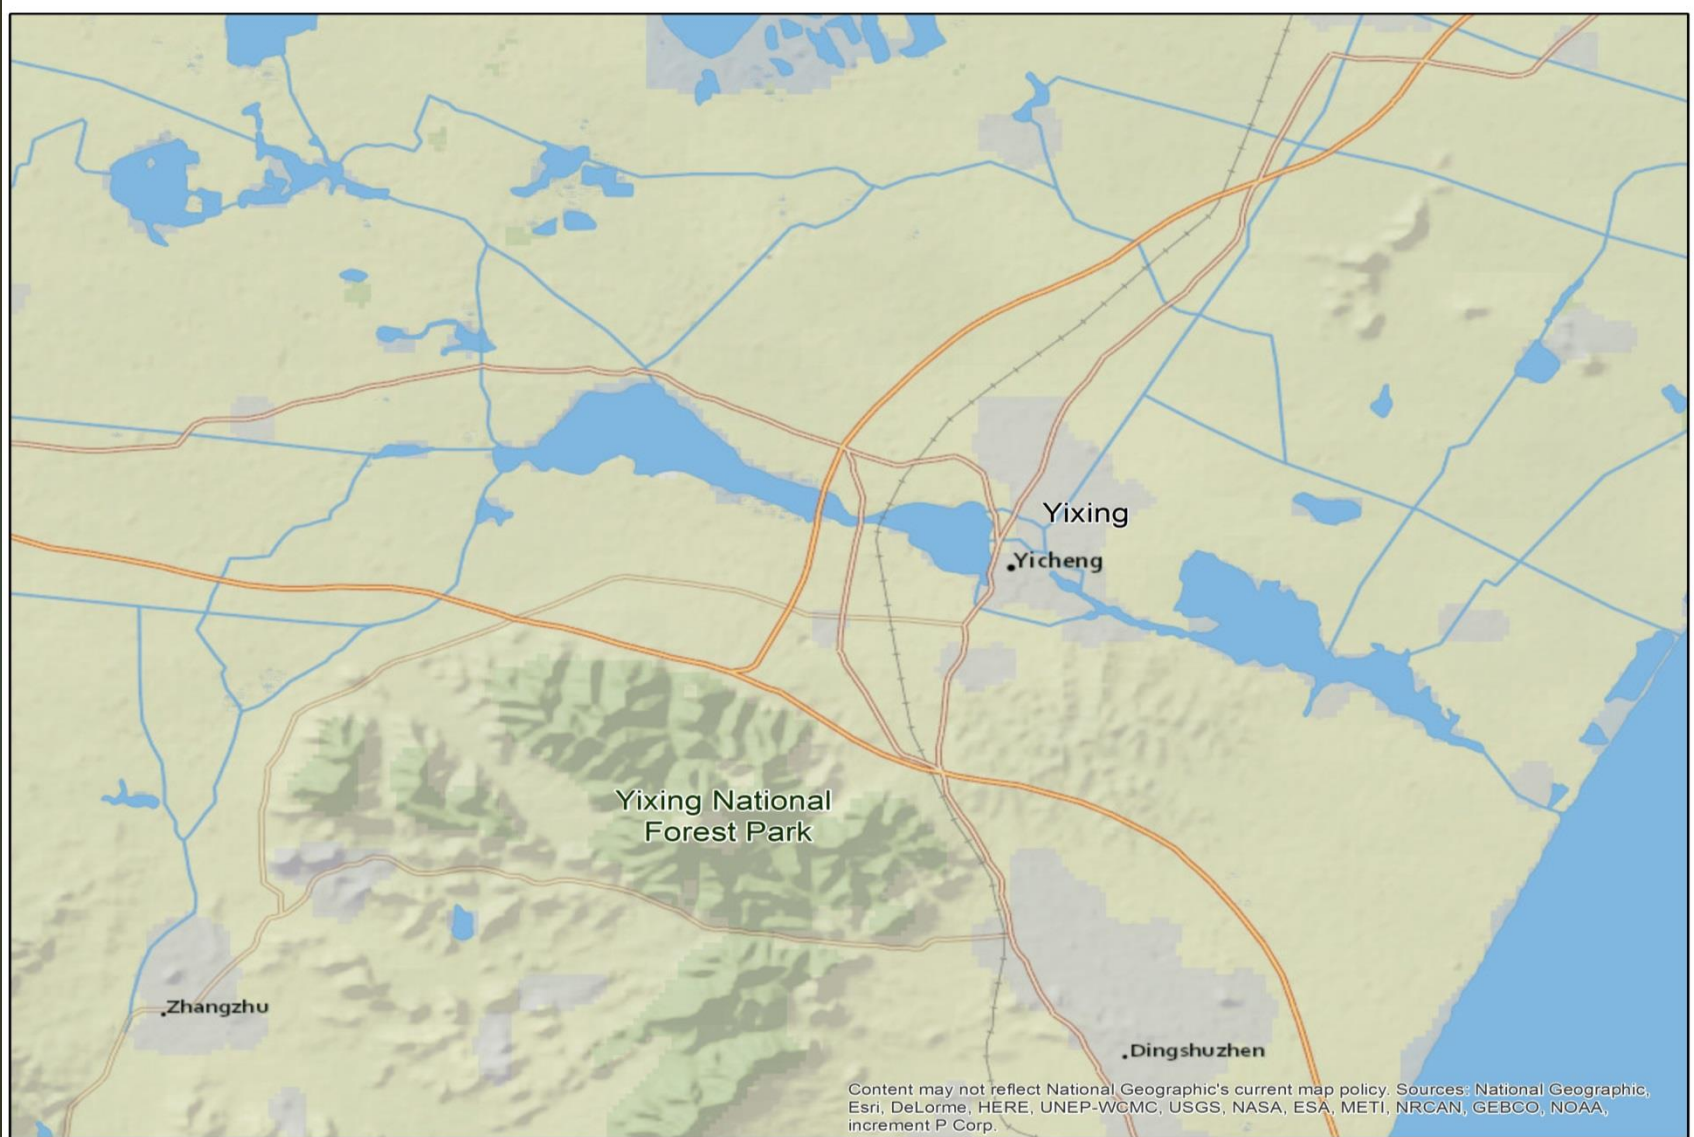 Yixing
Yicheng
Yixing National
Forest Park
Zhangzhu
Dingshuzhen
Content may not reflect National Geographic's current map policy. Sources: National Geographic,
Esri, DeLorme, HERE, UNEP-WCMC, USGS, NASA, ESA, METI, NRCAN, GEBCO, NOAA,
increment P Corp.